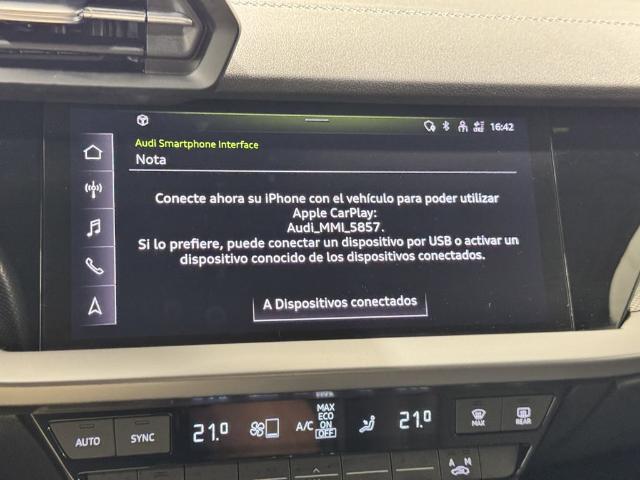 16:42
Audi Smartphone Interface
Nota
Conecte ahora su iPhone con el vehículo para poder utilizar
Apple CarPlay:
Audi_MMI_5857.
Si lo prefiere, puede conectar un dispositivo por USB o activar un
dispositivo conocido de los dispositivos conectados.
A Dispositivos conectados
AUTO
SYNC
21.0
A/C
MAX
ECO
ON
OFF
21.0
MAX
REAR
A M